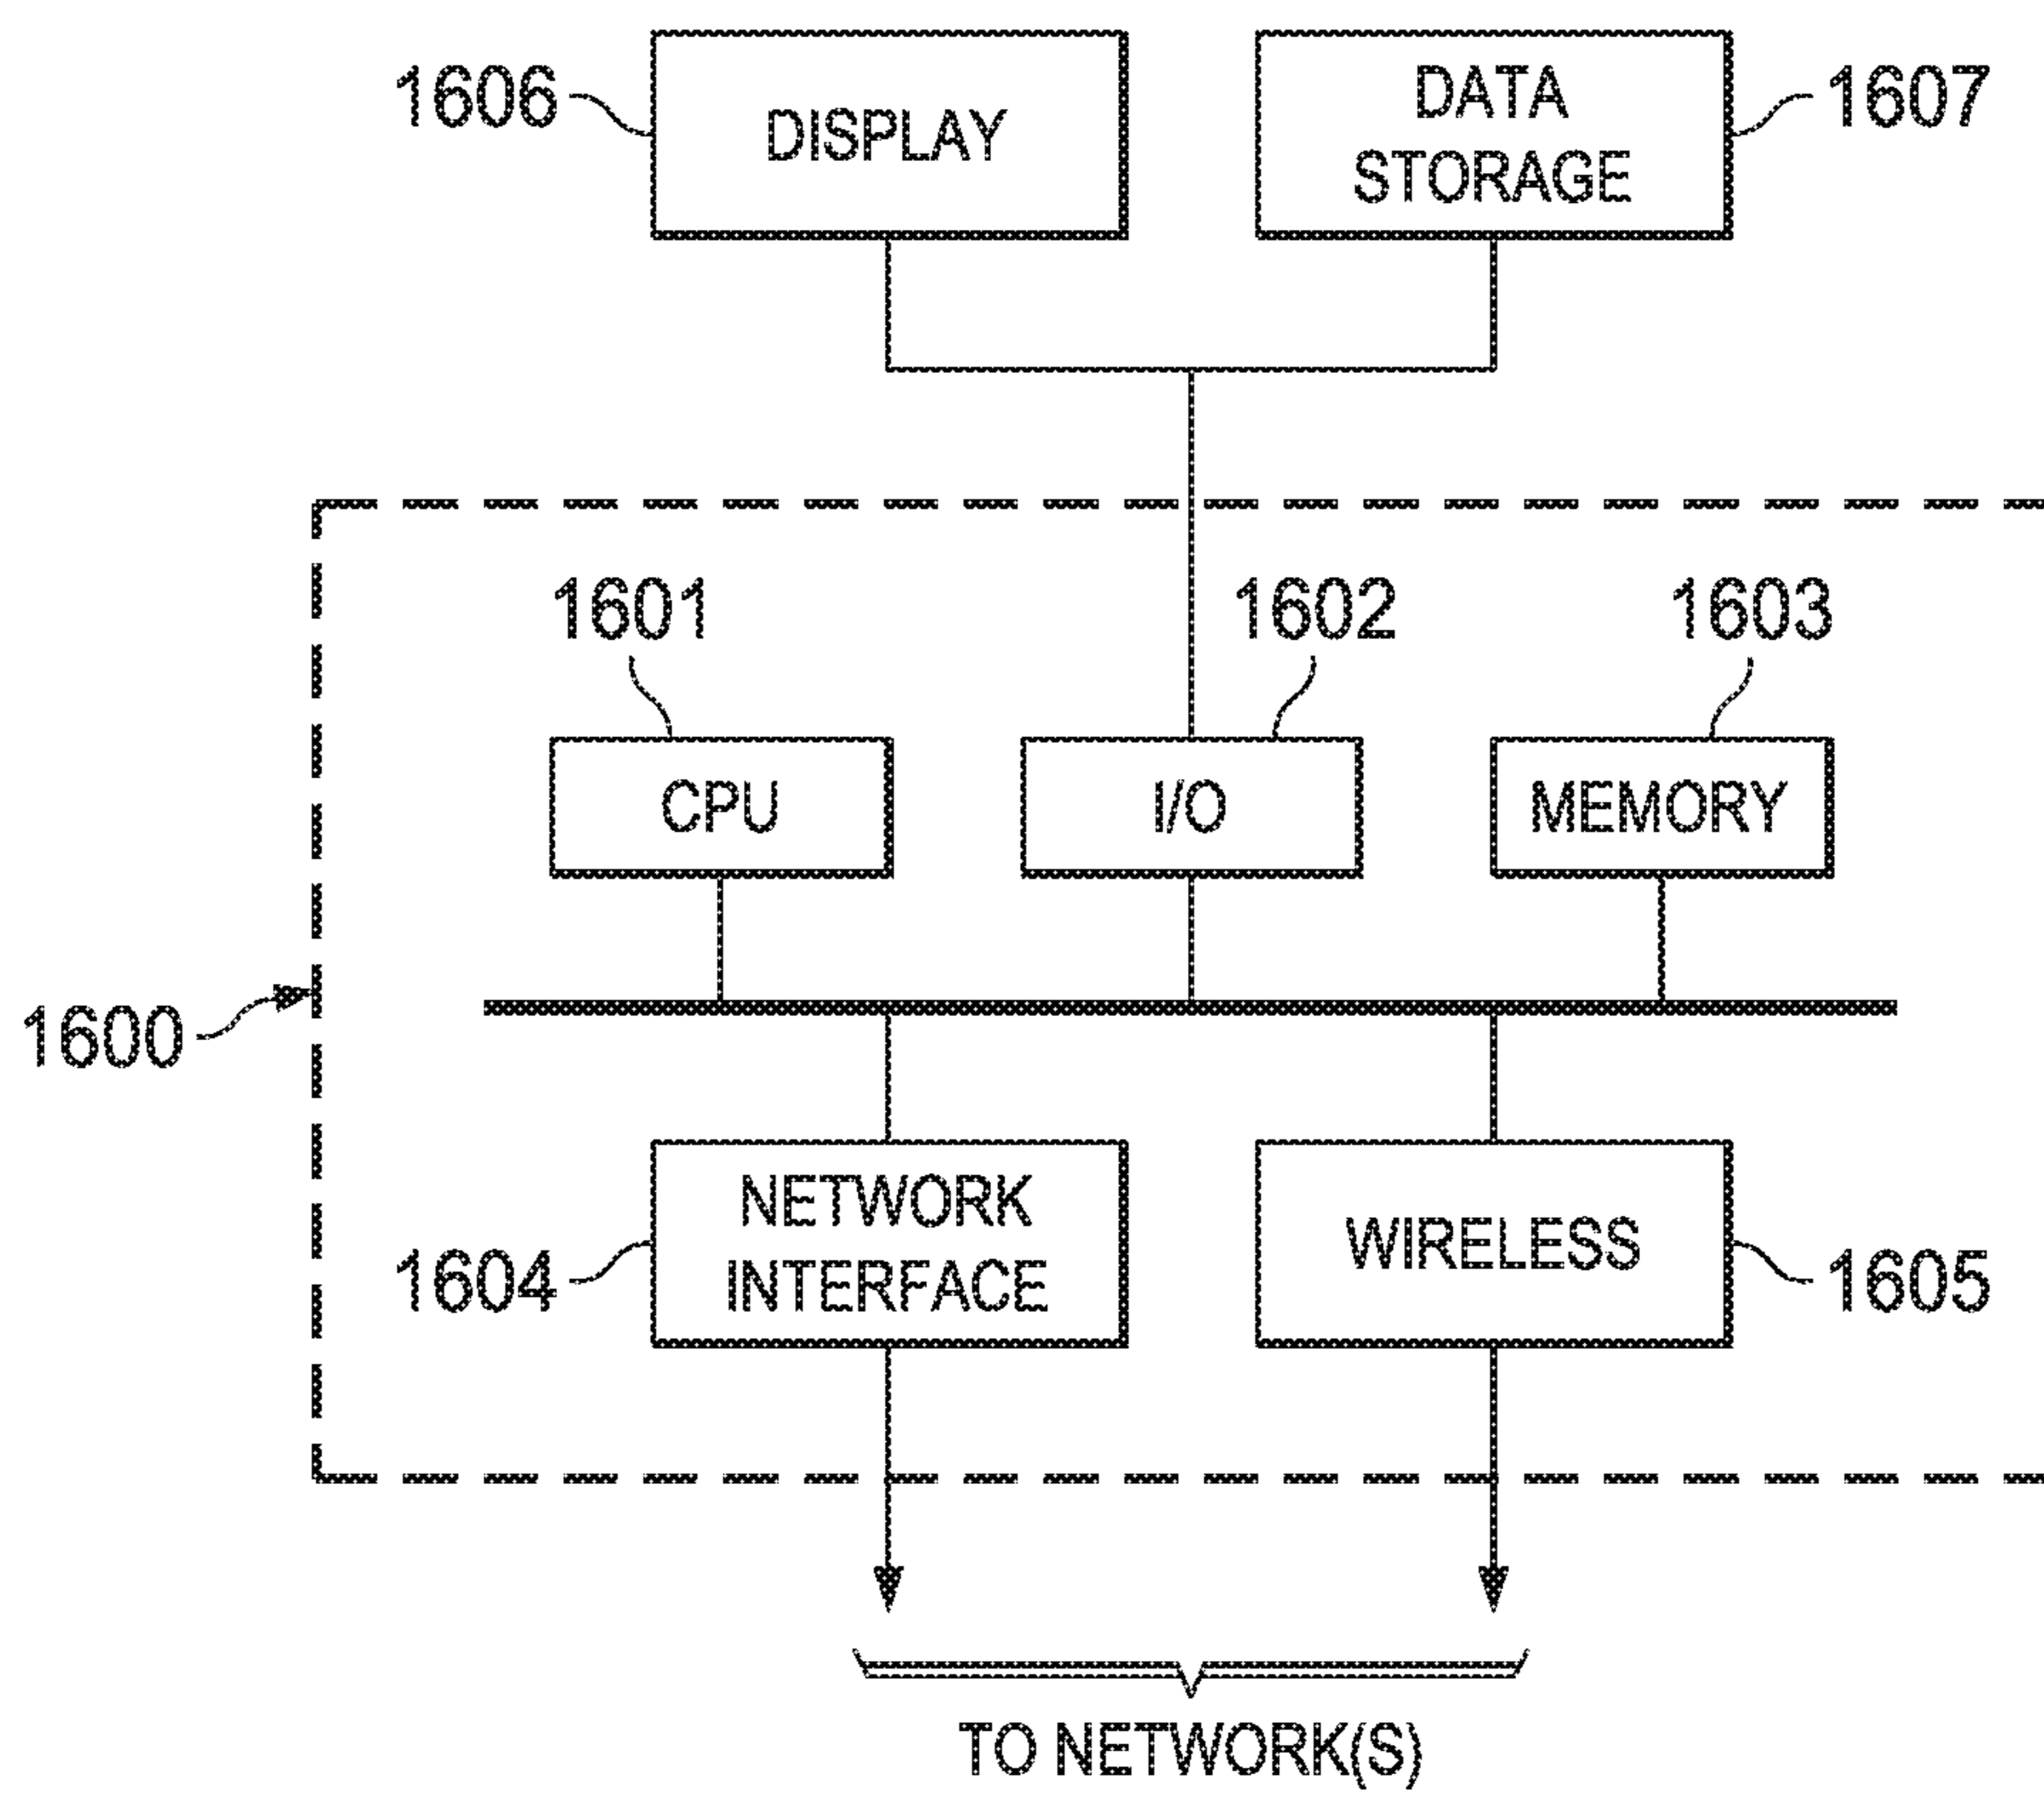 1606
DISPLAY
DATA
STORAGE
1607
1601
1602
1603
CPU
I/O
MEMORY
1600
NETWORK
INTERFACE
1604
WIRELESS
1605
TO NETWORK(S)